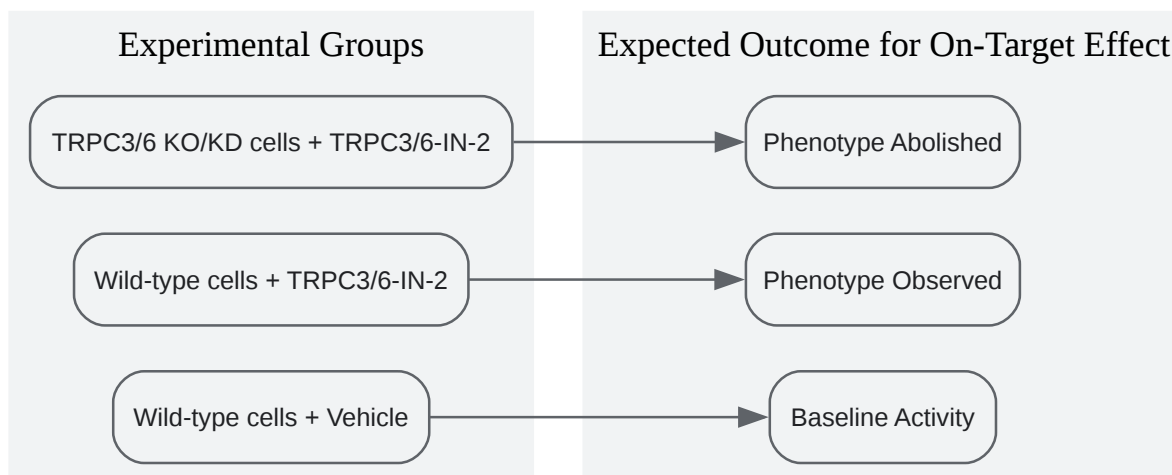 Experimental Groups
Expected Outcome for On-Target Effect
TRPC3/6 KO/KD cells + TRPC3/6-IN-2
Phenotype Abolished
Wild-type cells + TRPC3/6-IN-2
Phenotype Observed
Wild-type cells + Vehicle
Baseline Activity